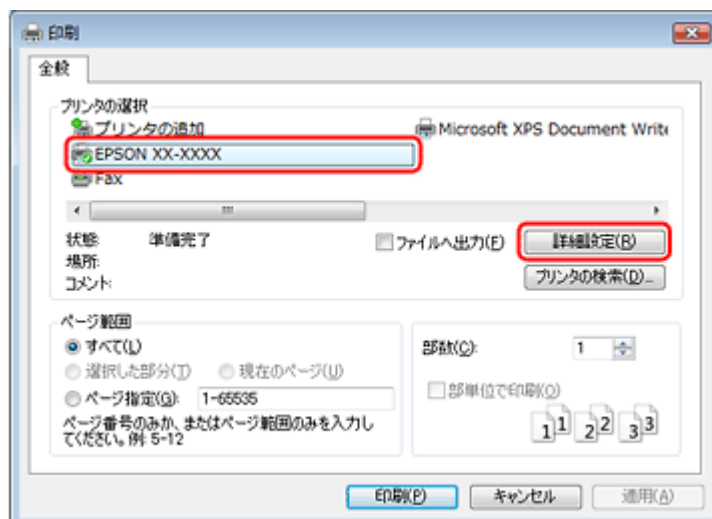 印刷
全般
プリンタの選択
プリンタの追加
Microsoft XPS Document Write
EPSON XX-XXXX
Fax
状態: 準備完了
ファイルへ出力(F)
詳細設定(R)
場所:
コメント:
プリンタの検索(D)...
ページ範囲
すべて(L)
選択した部分(T)
現在のページ(U)
ページ指定(G): 1-65535
ページ番号のみか、またはページ範囲のみを入力し
てください。例: 5-12
部数(C): 1
部単位で印刷(O)
1 1 2 2 3 3
印刷(P)
キャンセル
適用(A)